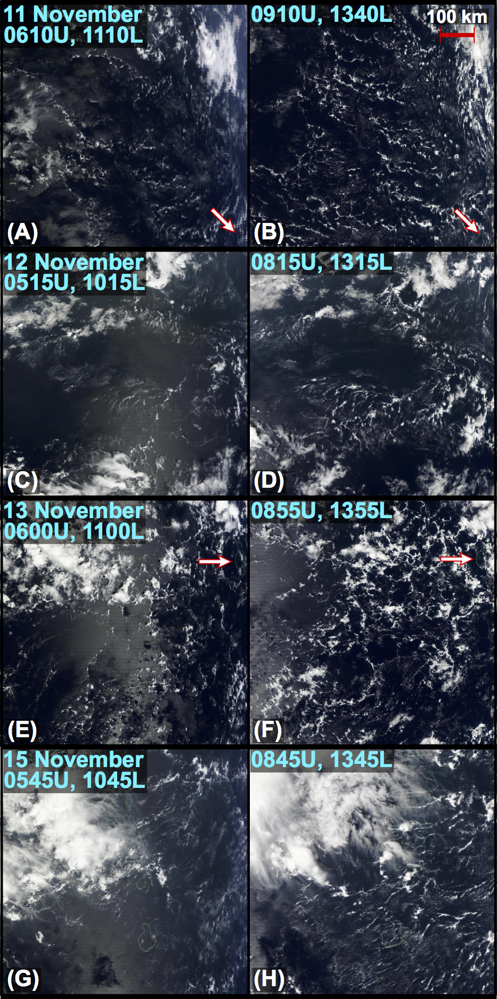 11 November
0610U, 1110L
(A)
0910U, 1340L
100 km
(B)
12 November
0515U, 1015L
(C)
0815U, 1315L
(D)
13 November
0600U, 1100L
(E)
0855U, 1355L
(F)
15 November
0545U, 1045L
(G)
0845U, 1345L
(H)